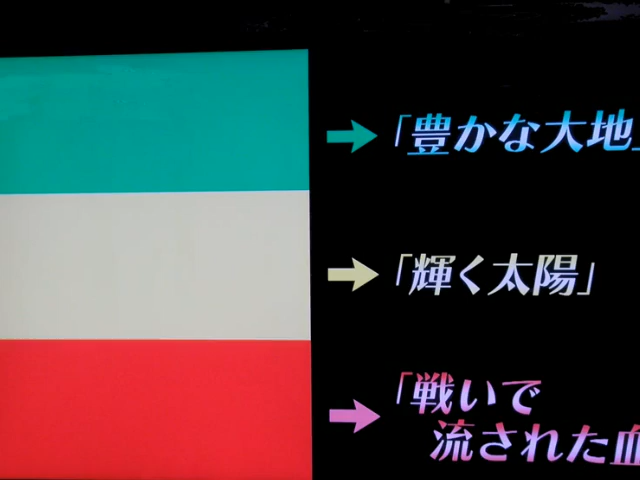 「豊かな大地」
「輝く太陽」
「戦いで
流された血